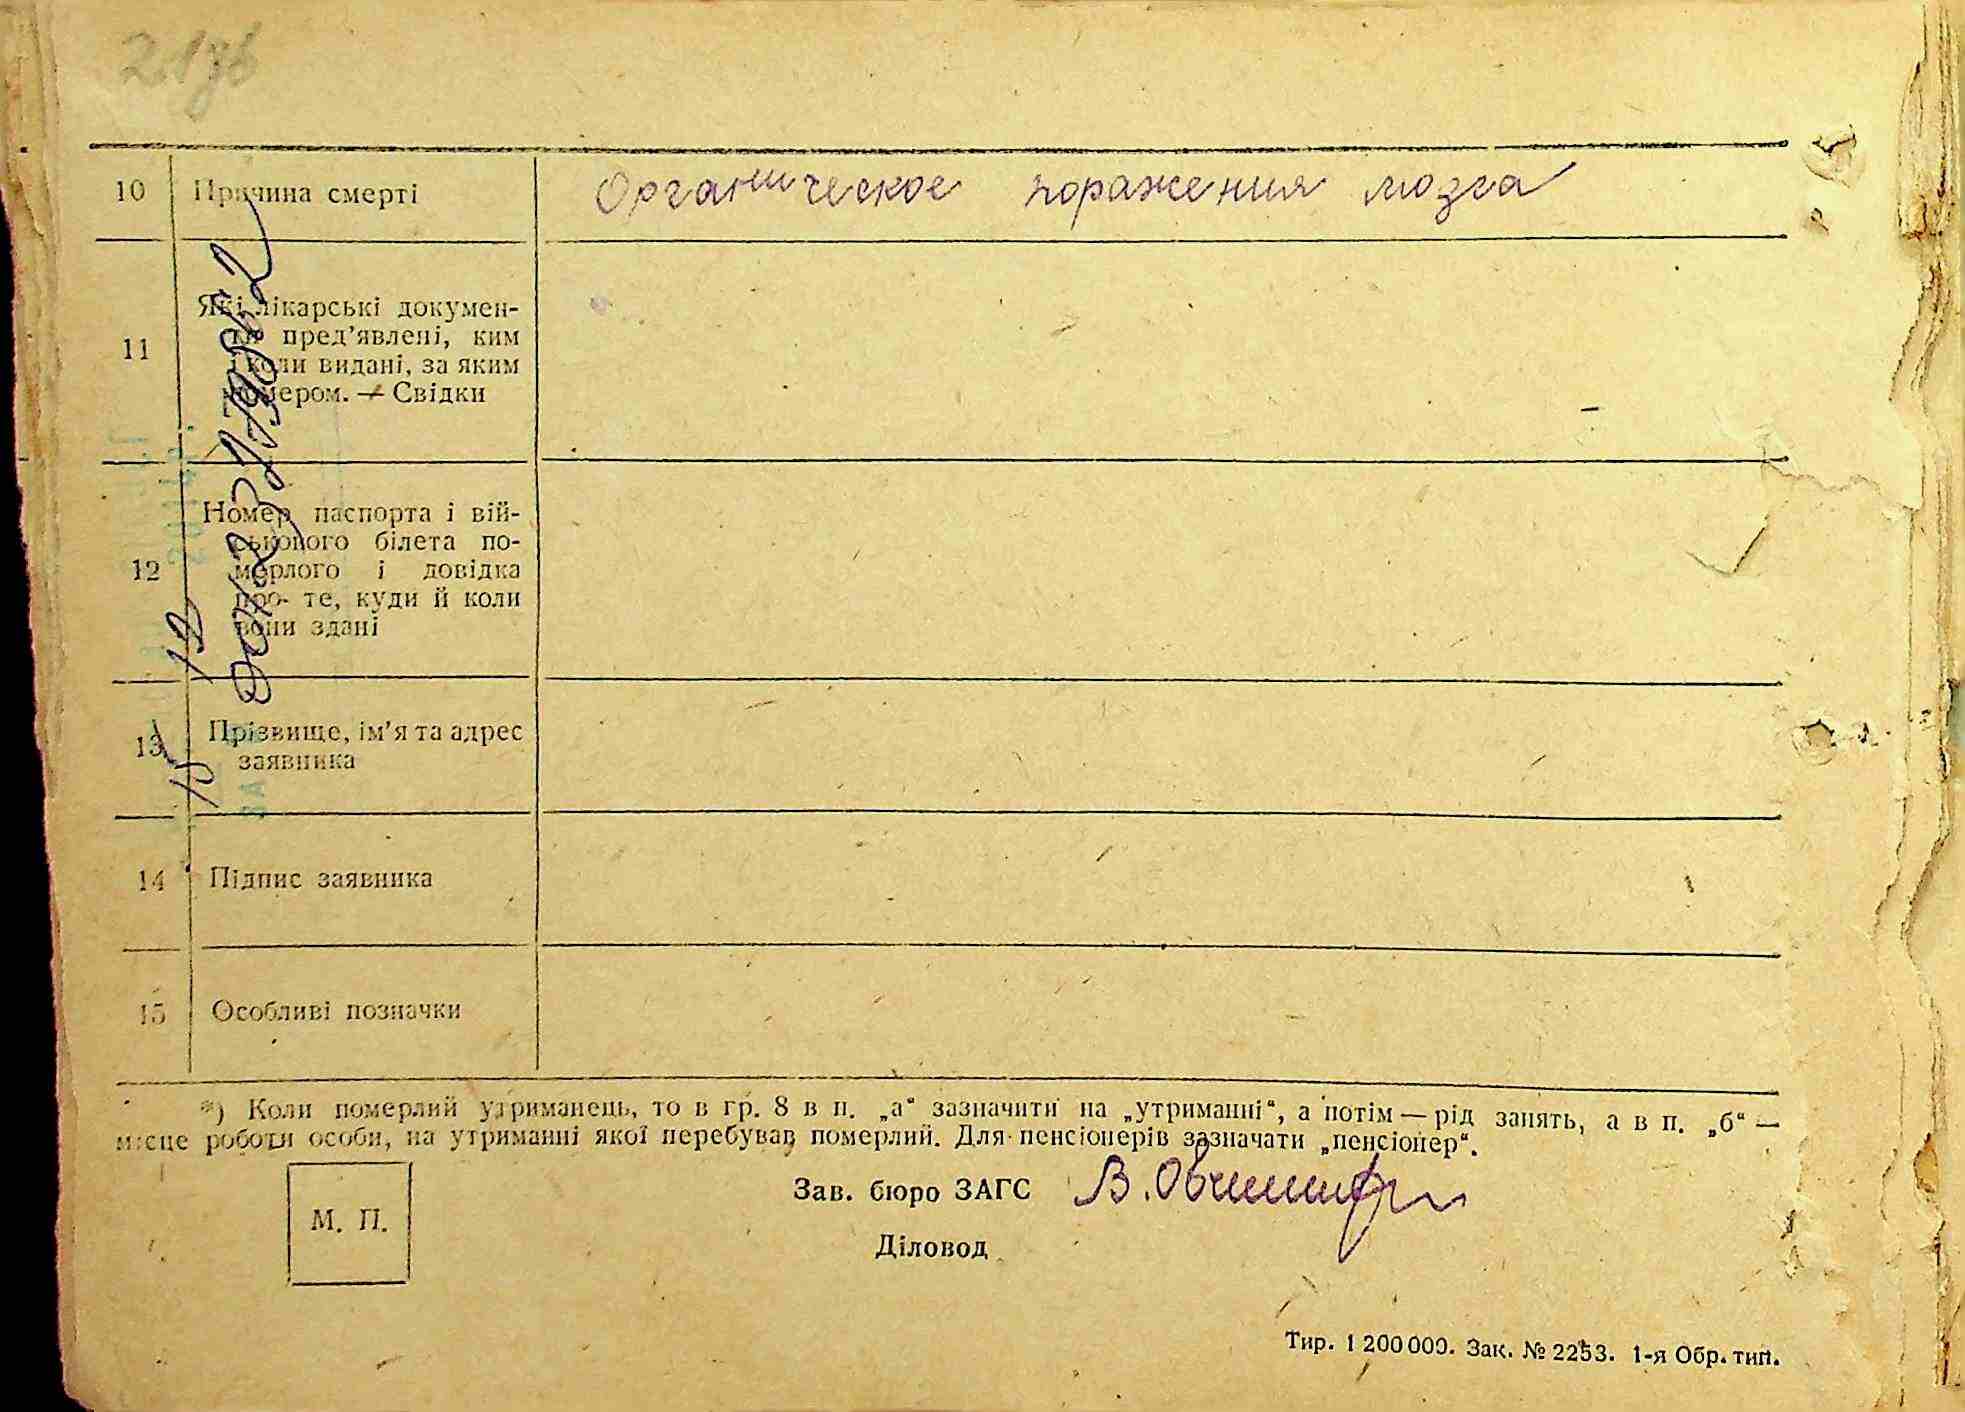 21зв
10 Причина смерті Органическое поражения мозга
11 Які лікарські докумен-
ти пред’явлені, ким
і коли видані, за яким
номером. — Свідки
12 Номер паспорта і вій-
ськового білета по-
мерлого і довідка
про те, куди й коли
вони здані
13 Прізвище, ім’я та адрес
заявника
14 Підпис заявника
15 Особливі позначки
*) Коли померлий утриманець, то в гр. 8 в п. „а“ зазначити на „утриманні“, а потім — рід занять, а в п. „б“ —
місце роботи особи, на утриманні якої перебував померлий. Для пенсіонерів зазначати „пенсіонер“.
М. П.
Зав. бюро ЗАГС
Діловод
Тир. 1 200 000. Зак. № 2253. 1-я Обр. тип.